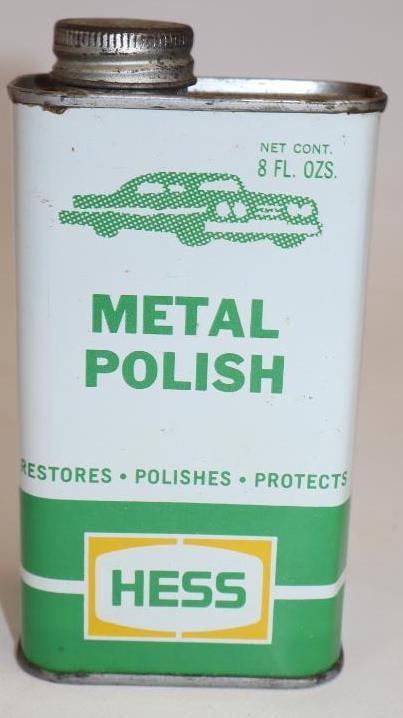 NET CONT.
8 FL. OZS.
METAL
POLISH
RESTORES • POLISHES • PROTECTS
HESS